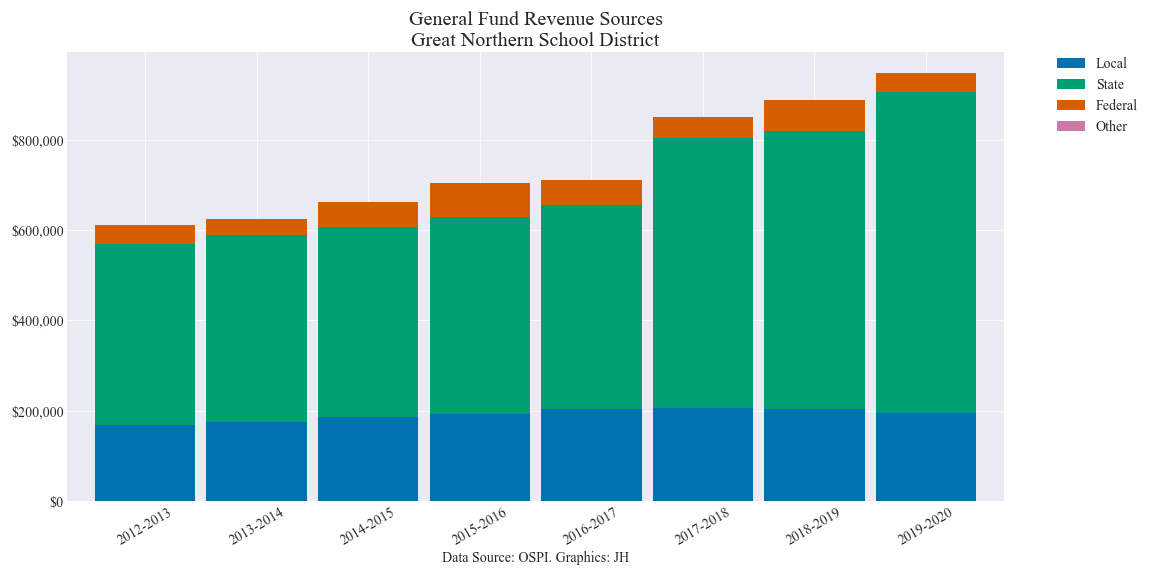 General Fund Revenue Sources
Great Northern School District
Local
State
Federal
Other
$800,000
$600,000
$400,000
$200,000
$0
2012-2013
2013-2014
2014-2015
2015-2016
2016-2017
2017-2018
2018-2019
2019-2020
Data Source: OSPI. Graphics: JH